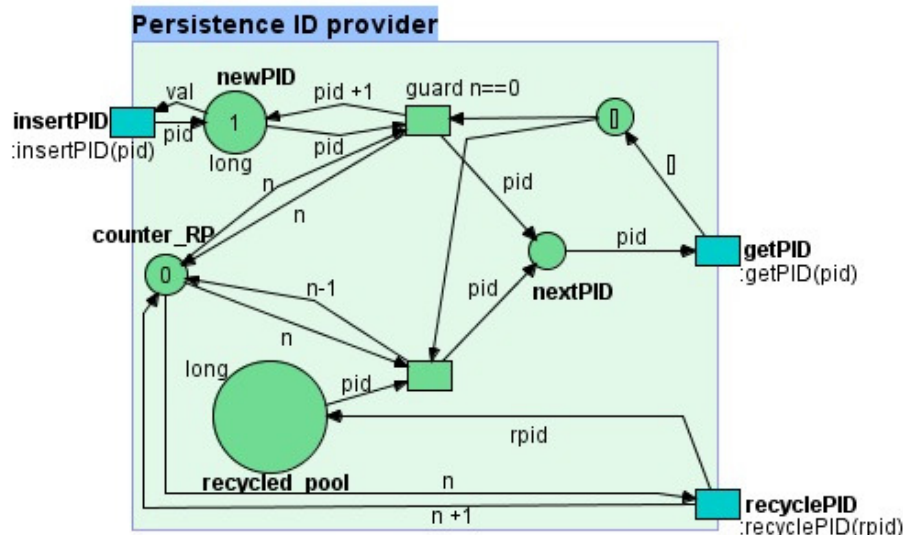 Persistence ID provider
newPID
guard n==0
val
pid +1
insertPID
1
[]
pid
pid
:insertPID(pid)
long
[]
n
pid
n
counter_RP
pid
getPID
0
:getPID(pid)
n-1
pid
nextPID
n
long
pid
rpid
recycled_pool
n
recyclePID
n +1
:recyclePID(rpid)